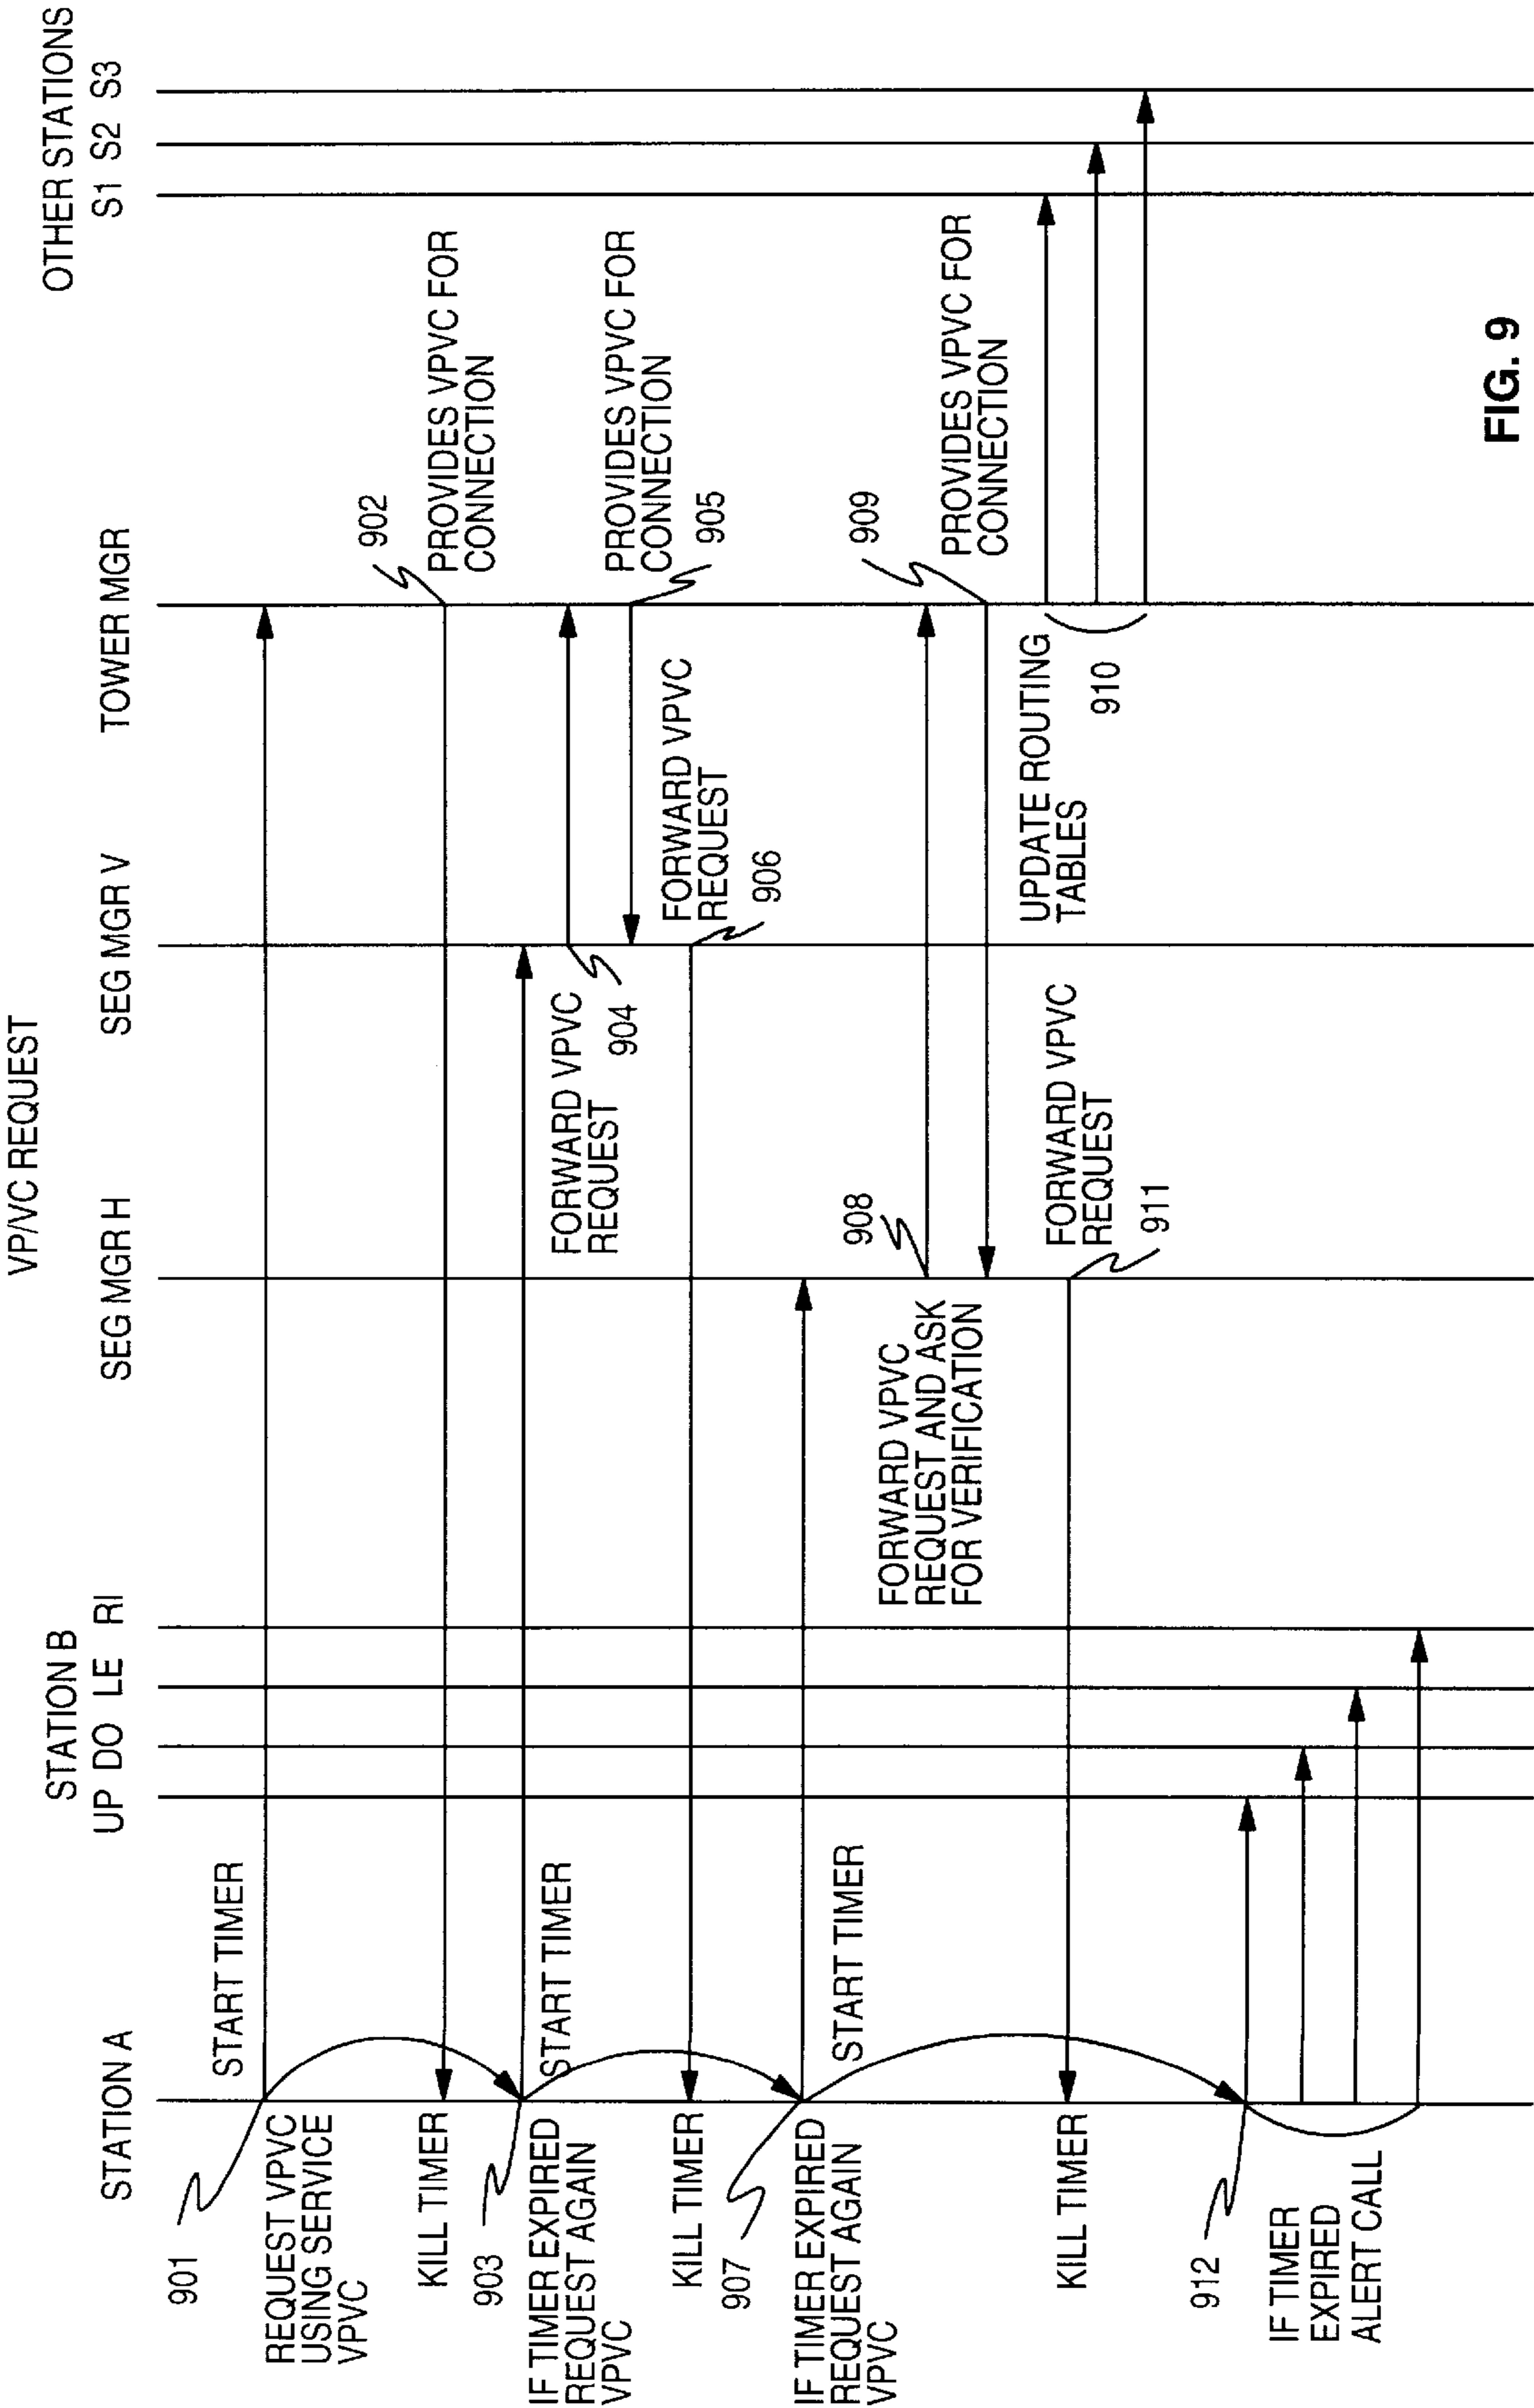 VP/VC REQUEST
STATION A
STATION B
UP DO LE RI
SEG MGR H
SEG MGR V
TOWER MGR
OTHER STATIONS
S1 S2 S3
901
START TIMER
REQUEST VPVC
USING SERVICE
VPVC
902
PROVIDES VPVC FOR
CONNECTION
KILL TIMER
903
START TIMER
IF TIMER EXPIRED
REQUEST AGAIN
VPVC
FORWARD VPVC
REQUEST
904
PROVIDES VPVC FOR
CONNECTION
905
FORWARD VPVC
REQUEST
906
KILL TIMER
907
START TIMER
IF TIMER EXPIRED
REQUEST AGAIN
VPVC
908
FORWARD VPVC
REQUEST AND ASK
FOR VERIFICATION
909
PROVIDES VPVC FOR
CONNECTION
UPDATE ROUTING
TABLES
910
FORWARD VPVC
REQUEST
911
KILL TIMER
912
IF TIMER
EXPIRED
ALERT CALL
FIG. 9